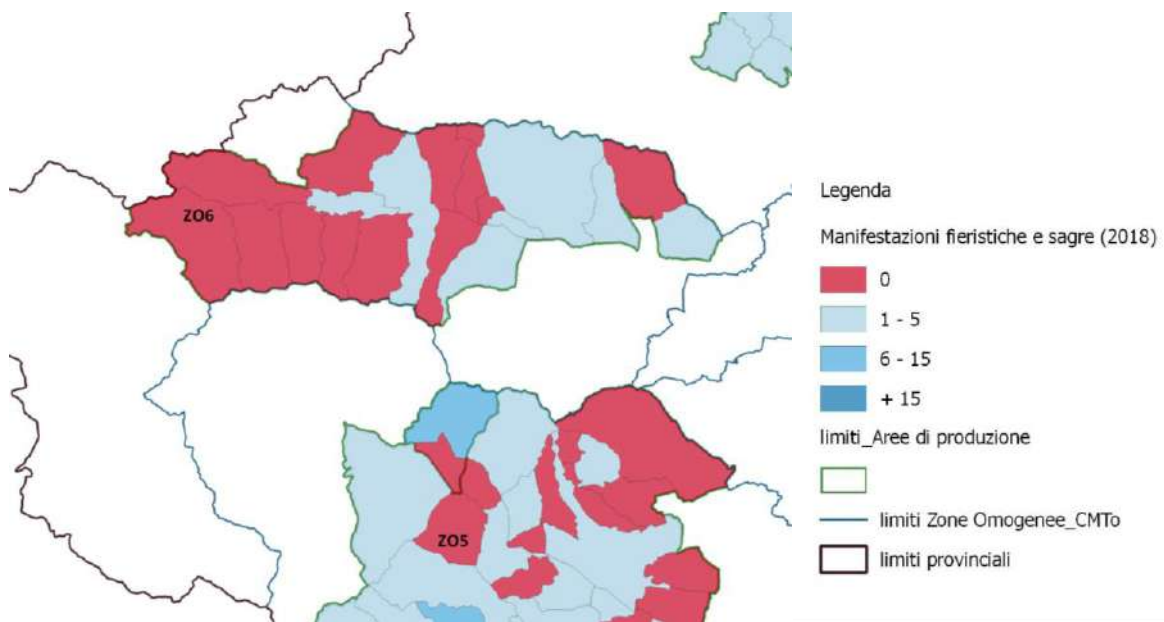 ZO6
ZO5
Legenda
Manifestazioni fieristiche e sagre (2018)
0
1 - 5
6 - 15
+ 15
limiti_Aree di produzione
limiti Zone Omogenee_CMTo
limiti provinciali